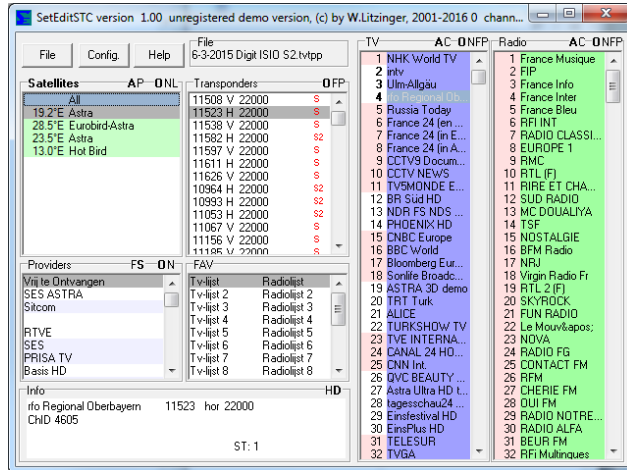 SetEditSTC version 1.00 unregistered demo version, (c) by W.Litzinger, 2001-2016 0 chann...
File
Config.
Help
File
6-3-2015 Digit ISIO S2.tvtpp
Satellites AP ONL
All
19.2°E Astra
28.5°E Eurobird-Astra
23.5°E Astra
13.0°E Hot Bird
Transponders OFP
11508 V 22000 S
11523 H 22000 S
11538 V 22000 S
11582 H 22000 S2
11597 V 22000 S
11611 H 22000 S
11626 V 22000 S
10964 H 22000 S2
10993 H 22000 S2
11053 H 22000 S2
11067 V 22000 S
11156 V 22000 S
11185 V 22000 S
Providers FS ON
Vrij te Ontvangen
SES ASTRA
Sitcom
RTVE
SES
PRISA TV
Basis HD
FAV
Tv-lijst Radiolijst
Tv-lijst 2 Radiolijst 2
Tv-lijst 3 Radiolijst 3
Tv-lijst 4 Radiolijst 4
Tv-lijst 5 Radiolijst 5
Tv-lijst 6 Radiolijst 6
Tv-lijst 7 Radiolijst 7
Tv-lijst 8 Radiolijst 8
Info HD
rfo Regional Oberbayern 11523 hor 22000
ChID 4605
ST: 1
TV AC ONFP
1 NHK World TV
2 intv
3 Ulm-Allgäu
4 rfo Regional Ob...
5 Russia Today
6 France 24 (en ...
7 France 24 (in E...
8 France 24 (in A...
9 CCTV9 Docum...
10 CCTV NEWS
11 TV5MONDE E...
12 BR Süd HD
13 NDR FS NDS ...
14 PHOENIX HD
15 CNBC Europe
16 BBC World
17 Bloomberg Eur...
18 Sonlife Broadc...
19 ASTRA 3D demo
20 TRT Turk
21 ALICE
22 TURKSHOW TV
23 TVE INTERNA...
24 CANAL 24 HO...
25 CNN Int.
26 QVC BEAUTY ...
27 Astra Ultra HD t...
28 tagesschau24 ...
29 Einsfestival HD
30 EinsPlus HD
31 TELESUR
32 TVGA
Radio AC ONFP
1 France Musique
2 FIP
3 France Info
4 France Inter
5 France Bleu
6 RFI INT
7 RADIO CLASSI...
8 EUROPE 1
9 RMC
10 RTL (F)
11 RIRE ET CHA...
12 SUD RADIO
13 MC DOUALIYA
14 TSF
15 NOSTALGIE
16 BFM Radio
17 NRJ
18 Virgin Radio Fr
19 RTL 2 (F)
20 SKYROCK
21 FUN RADIO
22 Le Mouv&apos;
23 NOVA
24 RADIO FG
25 CONTACT FM
26 RFM
27 CHERIE FM
28 OUI FM
29 RADIO NOTRE...
30 RADIO ALFA
31 BEUR FM
32 RFi Multingues